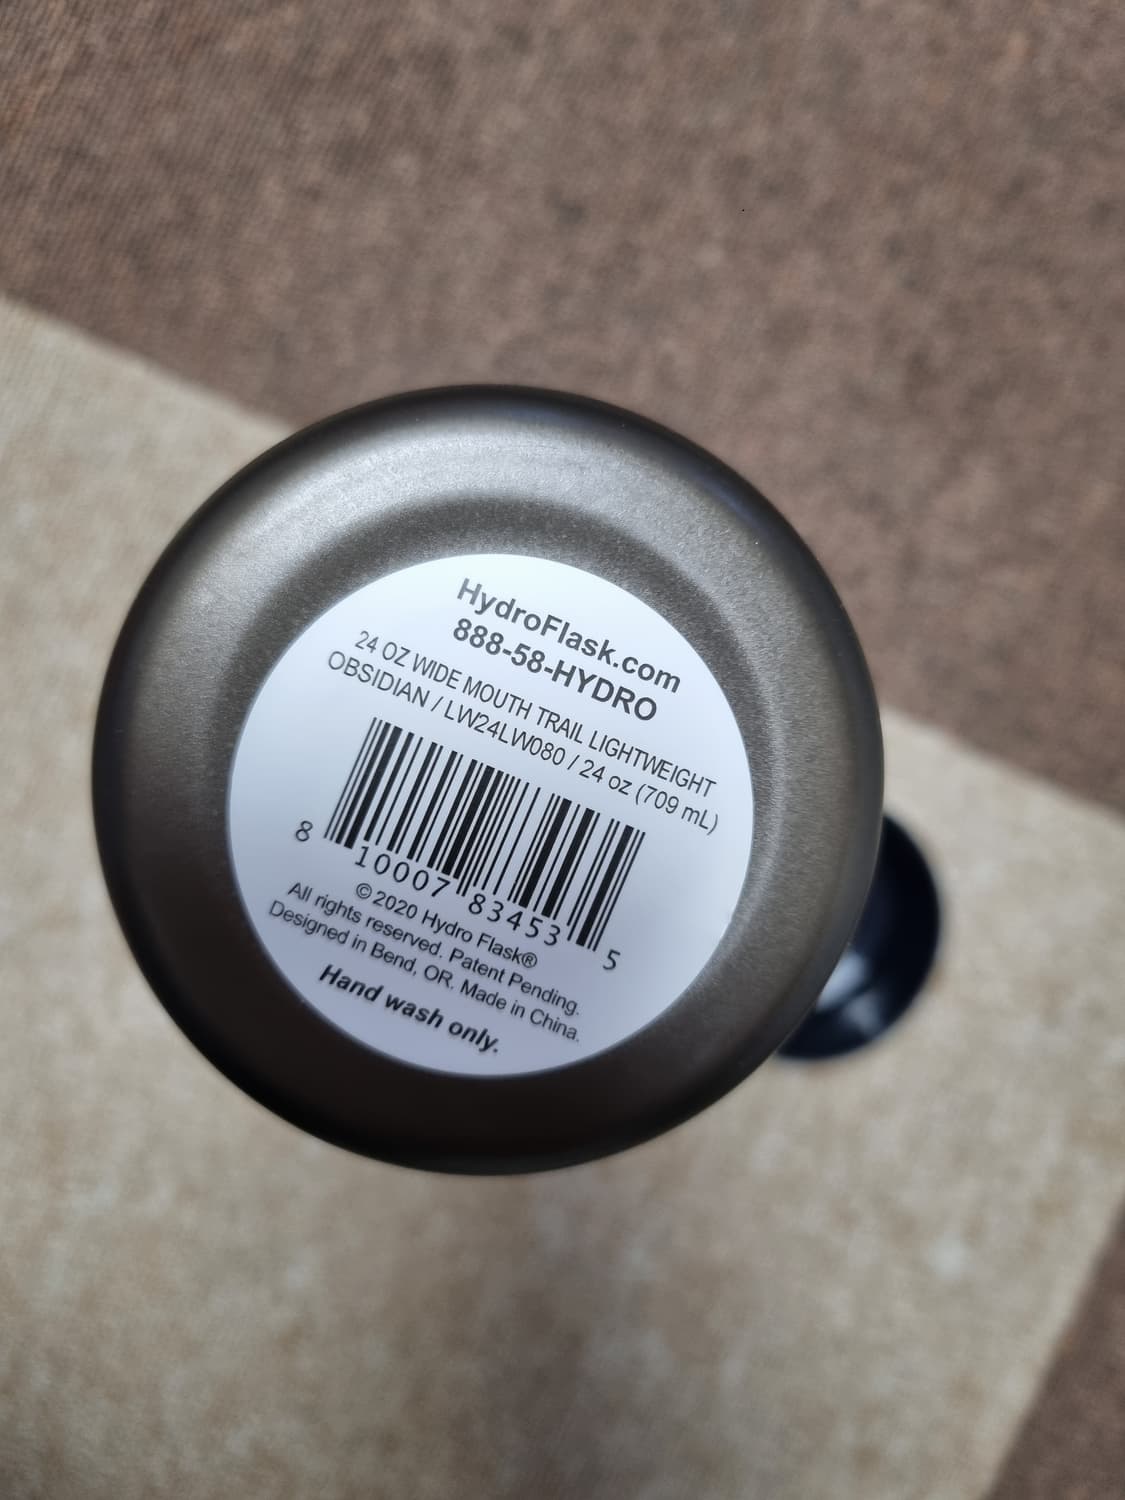 HydroFlask.com
888-58-HYDRO
24 OZ WIDE MOUTH TRAIL LIGHTWEIGHT
OBSIDIAN / LW24LW080 / 24 oz (709 mL)
8 10007 83453 5
© 2020 Hydro Flask®
All rights reserved. Patent Pending.
Designed in Bend, OR. Made in China.
Hand wash only.